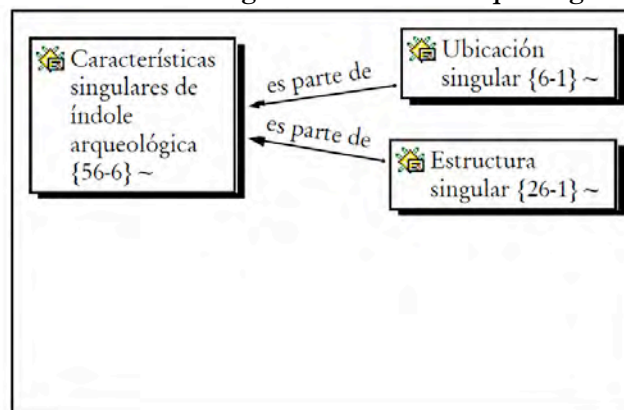 Características
singulares de
índole
arqueológica
{56-6} ~
es parte de
Ubicación
singular {6-1} ~
es parte de
Estructura
singular {26-1} ~